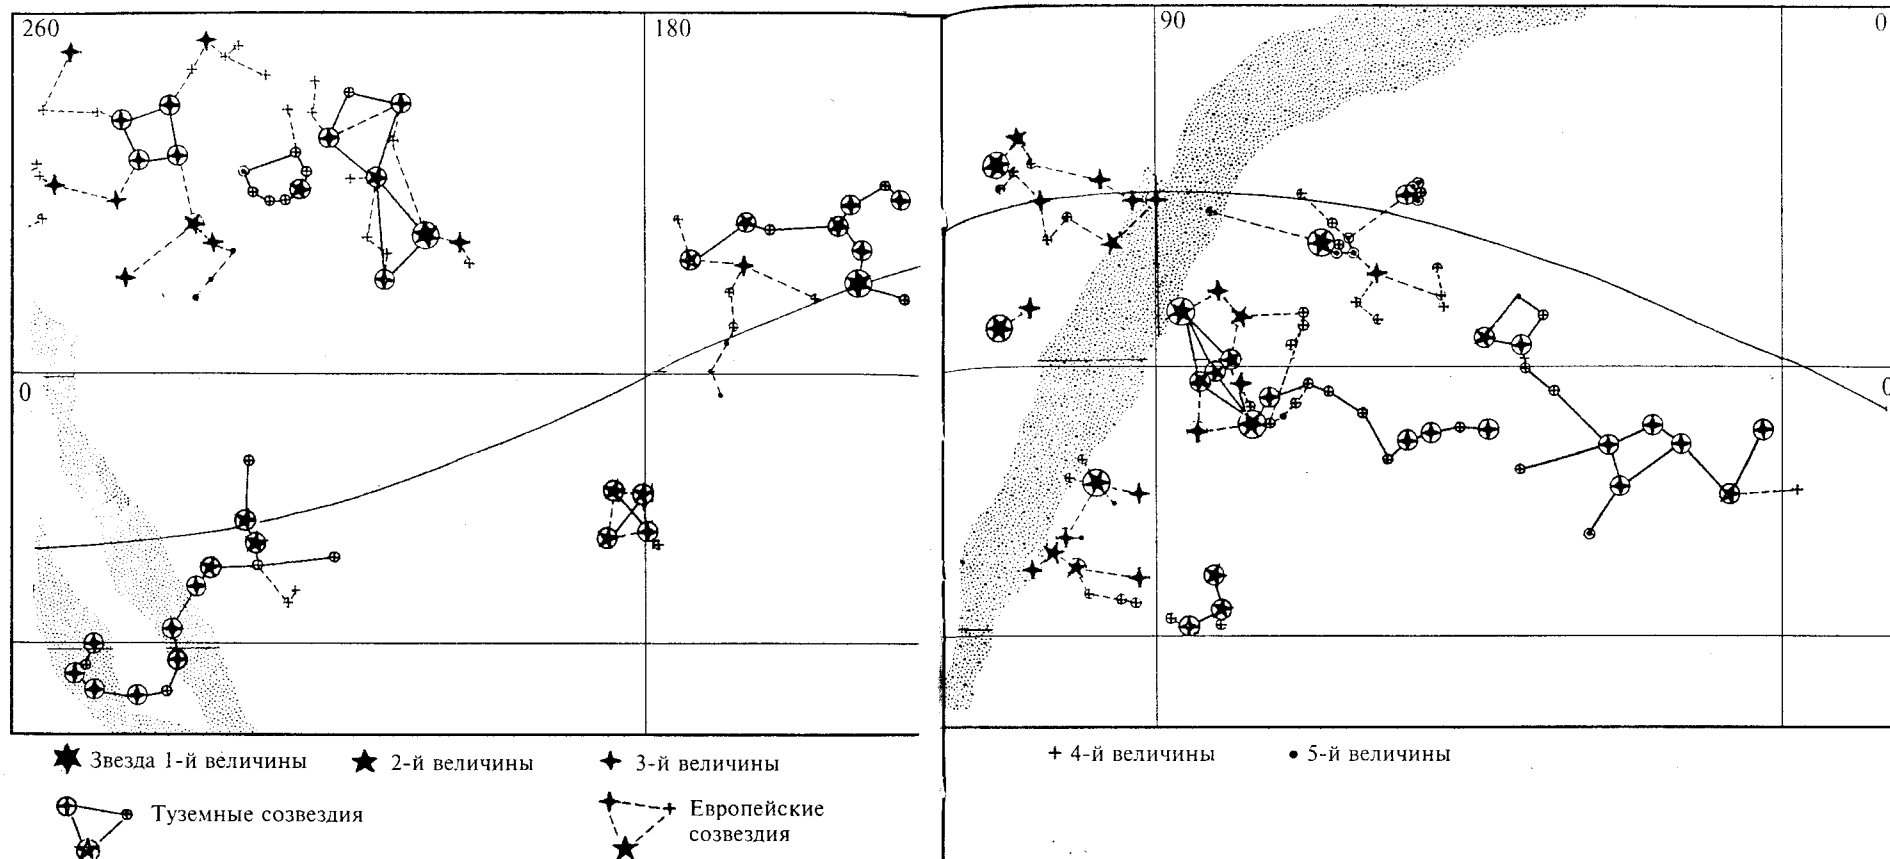 260
180
90
0
0
0
Звезда 1-й величины
2-й величины
3-й величины
4-й величины
5-й величины
Туземные созвездия
Европейские
созвездия